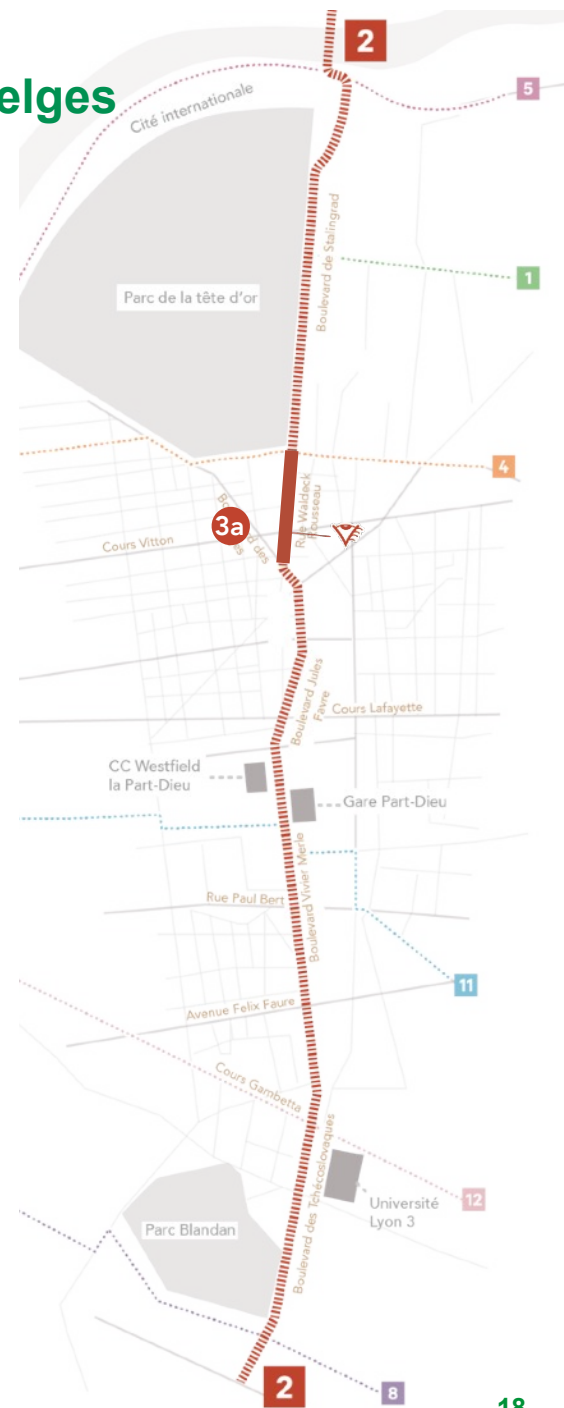 2
elges
5
Cité internationale
Boulevard de Stalingrad
1
Parc de la tête d'or
4
Rue Waldeck
Rousseau
3a
Cours Vitton
Boulevard Jules
Favre
Cours Lafayette
CC Westfield
la Part-Dieu
Gare Part-Dieu
Boulevard Vivier Merle
Rue Paul Bert
11
Avenue Felix Faure
Cours Gambetta
Boulevard des Tchécoslovaques
12
Université
Lyon 3
Parc Blandan
2
8
18